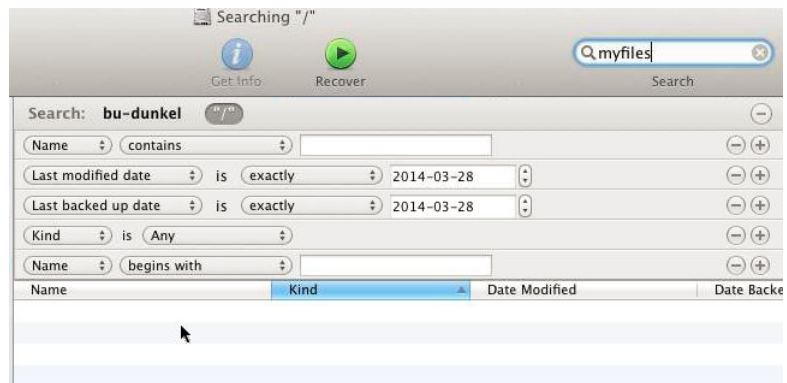 Searching "/"
Get Info
Recover
myfiles
Search
Search: bu-dunkel "/"
Name contains
Last modified date is exactly 2014-03-28
Last backed up date is exactly 2014-03-28
Kind is Any
Name begins with
Name Kind Date Modified Date Backe